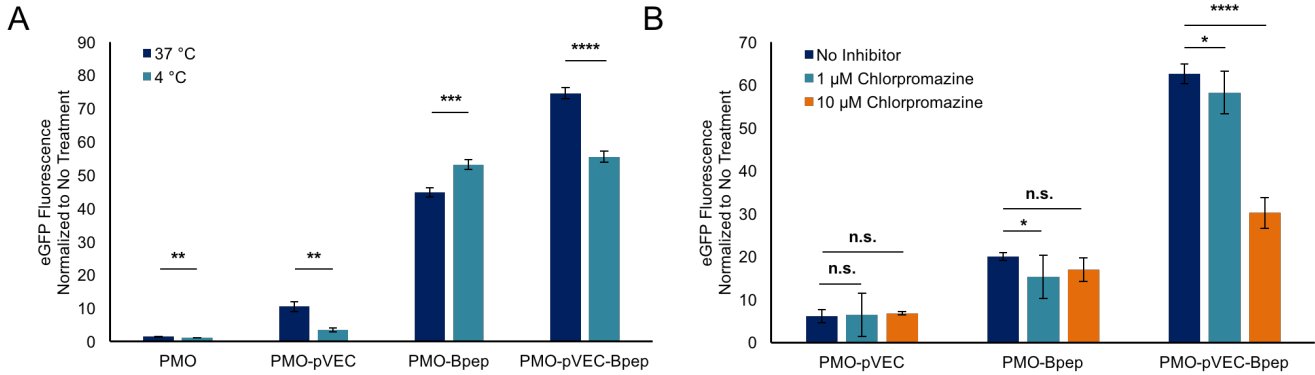 A
eGFP Fluorescence
Normalized to No Treatment
90
80
70
60
50
40
30
20
10
0
37 °C
4 °C
**
**
***
****
PMO
PMO-pVEC
PMO-Bpep
PMO-pVEC-Bpep
B
eGFP Fluorescence
Normalized to No Treatment
70
60
50
40
30
20
10
0
No Inhibitor
1 µM Chlorpromazine
10 µM Chlorpromazine
n.s.
n.s.
n.s.
*
****
*
PMO-pVEC
PMO-Bpep
PMO-pVEC-Bpep